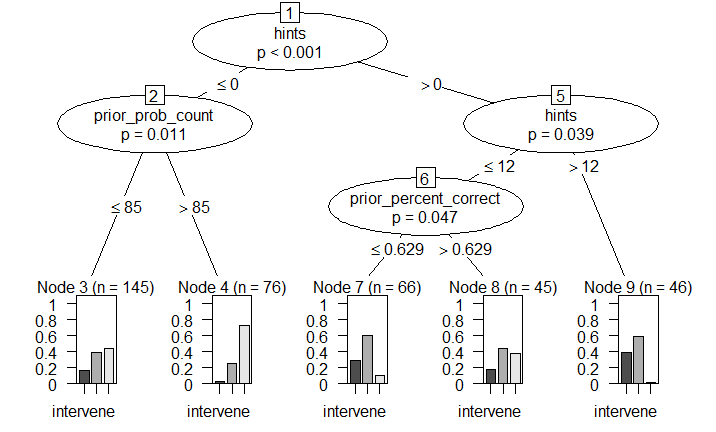 1
hints
p < 0.001
≤ 0
> 0
2
prior_prob_count
p = 0.011
5
hints
p = 0.039
≤ 12
> 12
6
prior_percent_correct
p = 0.047
≤ 85
> 85
≤ 0.629
> 0.629
Node 3 (n = 145)
1
0.8
0.6
0.4
0.2
0
intervene
Node 4 (n = 76)
1
0.8
0.6
0.4
0.2
0
intervene
Node 7 (n = 66)
1
0.8
0.6
0.4
0.2
0
intervene
Node 8 (n = 45)
1
0.8
0.6
0.4
0.2
0
intervene
Node 9 (n = 46)
1
0.8
0.6
0.4
0.2
0
intervene